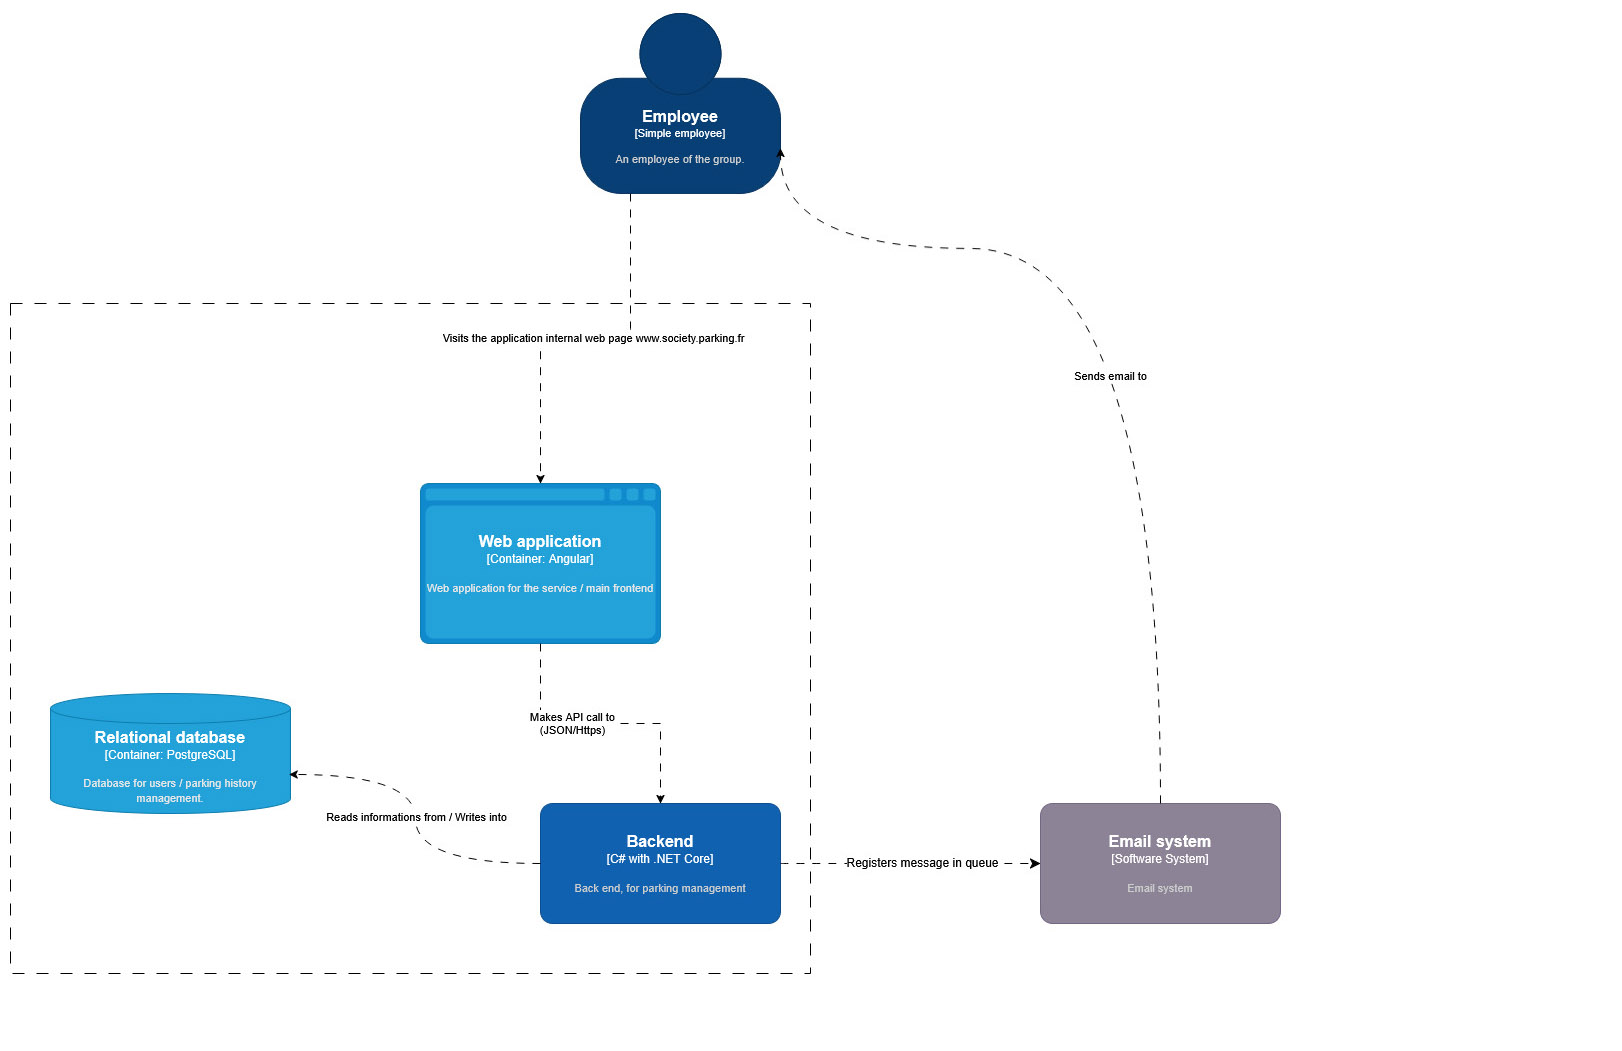 Employee
[Simple employee]
An employee of the group.
Visits the application internal web page www.society.parking.fr
Sends email to
Web application
[Container: Angular]
Web application for the service / main frontend
Makes API call to
(JSON/Https)
Relational database
[Container: PostgreSQL]
Database for users / parking history
management.
Reads informations from / Writes into
Backend
[C# with .NET Core]
Back end, for parking management
Registers message in queue
Email system
[Software System]
Email system